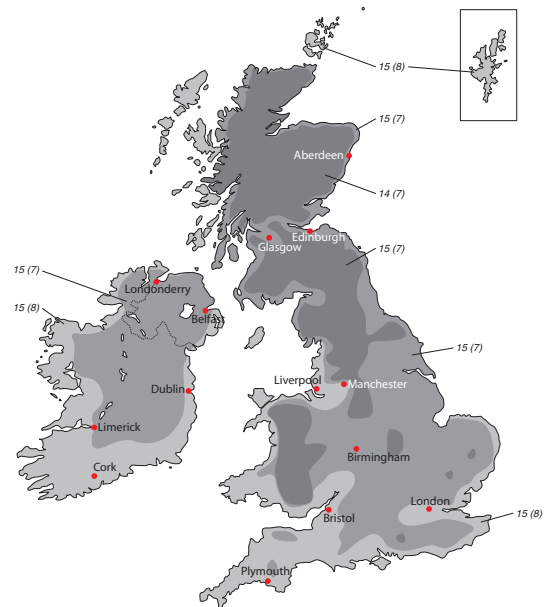 15 (8)
15 (7)
Aberdeen
14 (7)
Edinburgh
Glasgow
15 (7)
15 (7)
Londonderry
15 (8)
Belfast
15 (7)
Liverpool
Manchester
Dublin
Limerick
Birmingham
Cork
London
Bristol
15 (8)
Plymouth